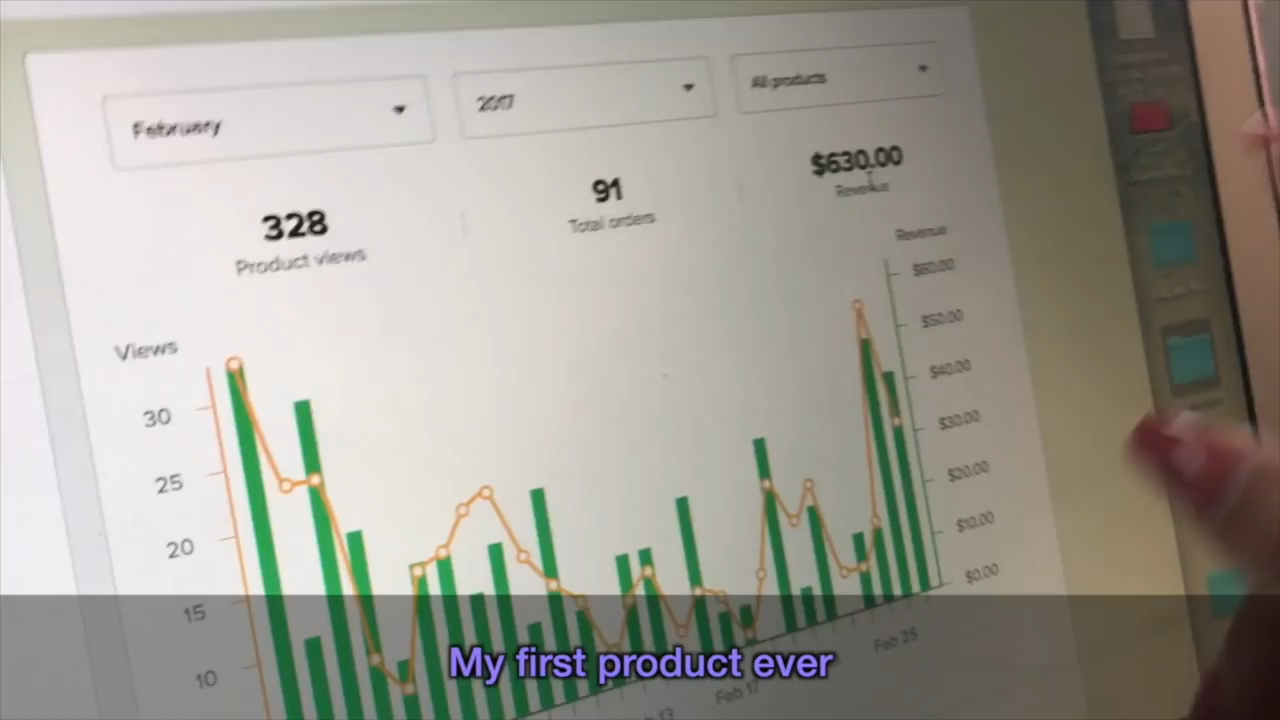 February
2017
All products
328
Product views
91
Total orders
$630.00
Revenue
Revenue
$60.00
$50.00
$40.00
$30.00
$20.00
$10.00
$0.00
Views
30
25
20
15
10
Feb 25
Feb 17
My first product ever